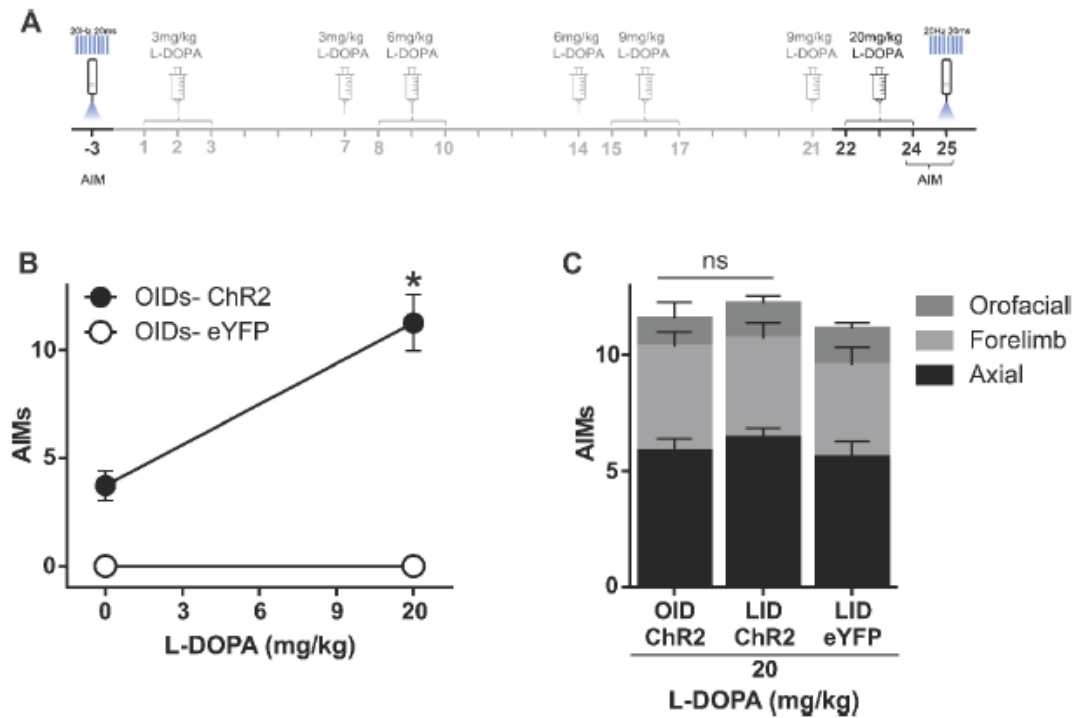 A
20Hz 20ms
3mg/kg
L-DOPA
3mg/kg
L-DOPA
6mg/kg
L-DOPA
6mg/kg
L-DOPA
9mg/kg
L-DOPA
9mg/kg
L-DOPA
20mg/kg
L-DOPA
20Hz 20ms
-3 1 2 3 7 8 10 14 15 17 21 22 24 25
AIM
AIM
B
OIDs- ChR2
OIDs- eYFP
*
10
5
0
AIMs
0 3 6 9 20
L-DOPA (mg/kg)
C
ns
Orofacial
Forelimb
Axial
10
5
0
AIMs
OID
ChR2
LID
ChR2
LID
eYFP
20
L-DOPA (mg/kg)